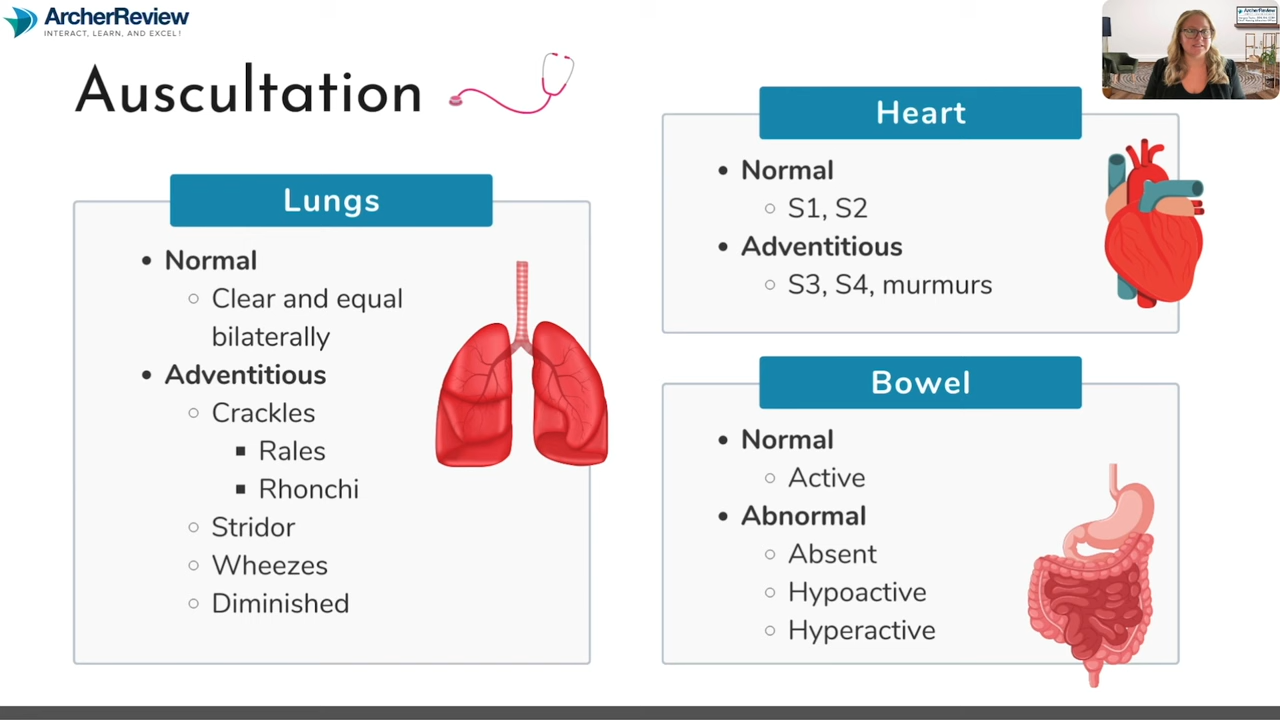 ArcherReview
INTERACT, LEARN, AND EXCEL!
Auscultation
Lungs
• Normal
○ Clear and equal
bilaterally
• Adventitious
○ Crackles
▪ Rales
▪ Rhonchi
○ Stridor
○ Wheezes
○ Diminished
Heart
• Normal
○ S1, S2
• Adventitious
○ S3, S4, murmurs
Bowel
• Normal
○ Active
• Abnormal
○ Absent
○ Hypoactive
○ Hyperactive
ArcherReview